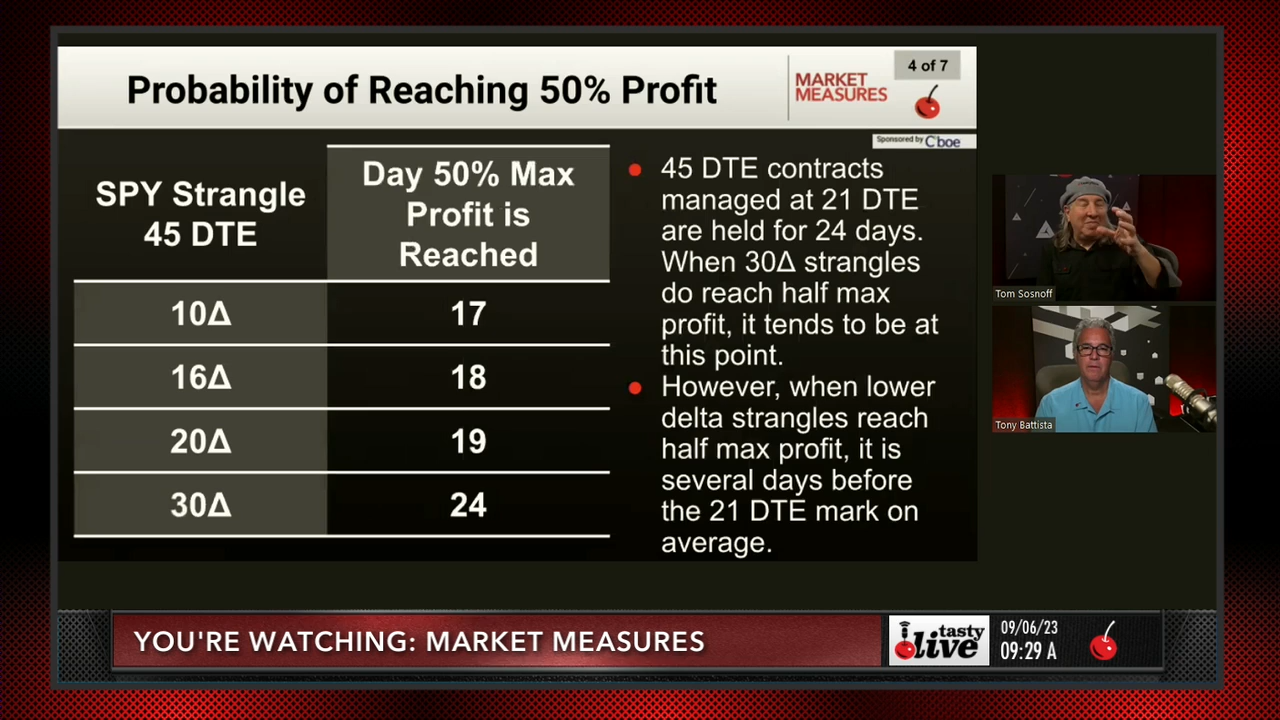 Probability of Reaching 50% Profit
MARKET
MEASURES
4 of 7
Sponsored by Cboe
SPY Strangle
45 DTE
Day 50% Max
Profit is
Reached
10Δ 17
16Δ 18
20Δ 19
30Δ 24
• 45 DTE contracts
managed at 21 DTE
are held for 24 days.
When 30Δ strangles
do reach half max
profit, it tends to be at
this point.
• However, when lower
delta strangles reach
half max profit, it is
several days before
the 21 DTE mark on
average.
Tom Sosnoff
Tony Battista
YOU'RE WATCHING: MARKET MEASURES
tasty
live
09/06/23
09:29 A